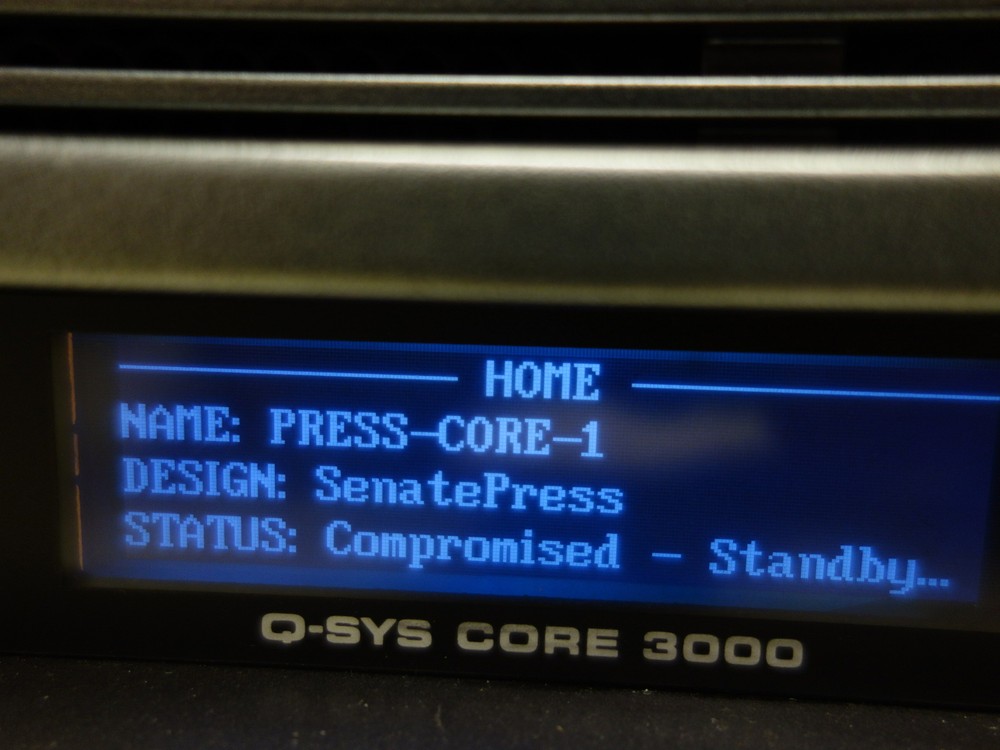 HOME
NAME: PRESS-CORE-1
DESIGN: SenatePress
STATUS: Compromised - Standby...
Q-SYS CORE 3000